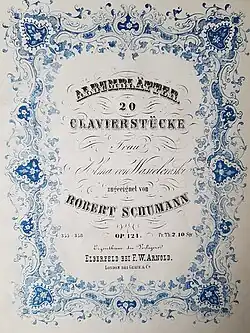 ALBUMBLÄTTER
20
CLAVIERSTÜCKE
Frau
Alma von Wasielewski
zugeeignet von
ROBERT SCHUMANN
OP. 124.
Eigenthum des Verlegers
ELBERFELD BEI F. W. ARNOLD.